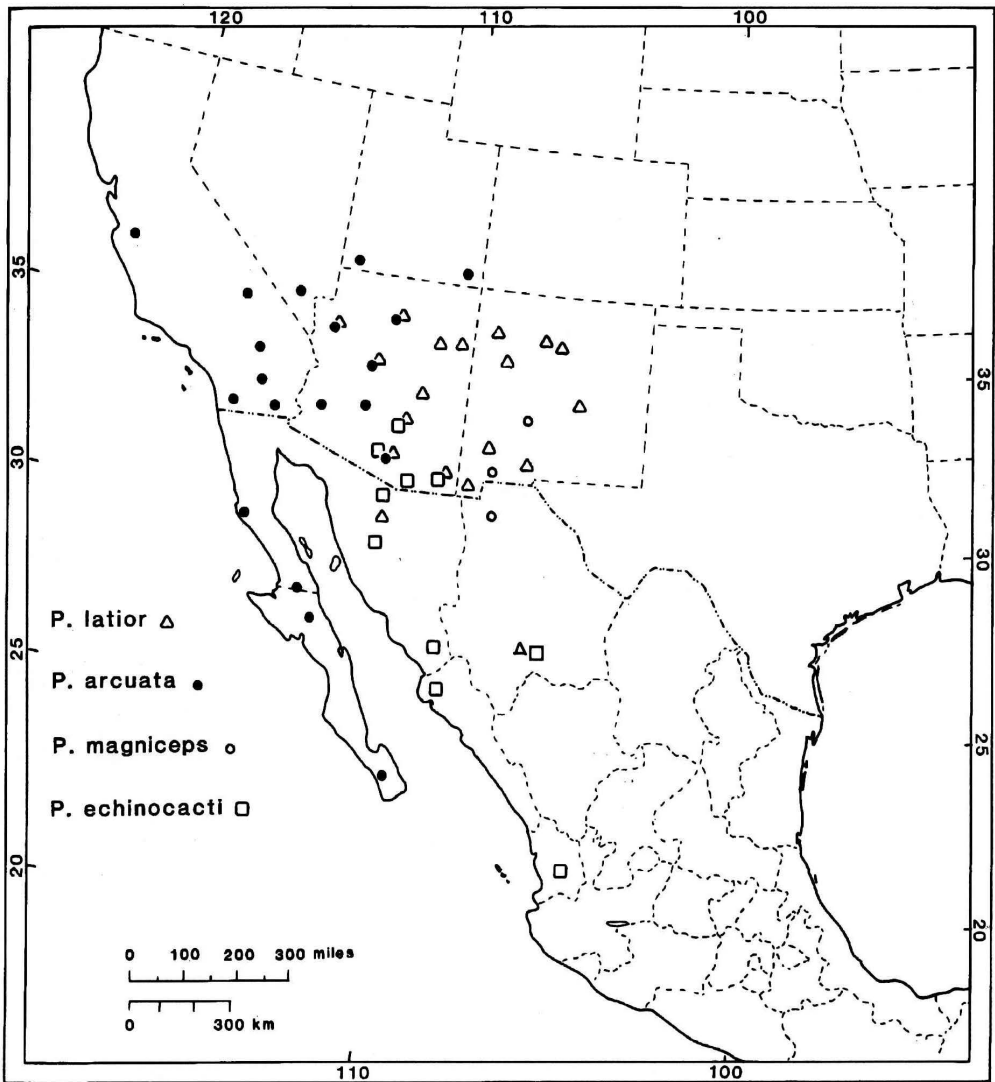 120 110 100
35
30
25
20
35
30
25
20
P. latior
P. arcuata
P. magniceps
P. echinocacti
0 100 200 300 miles
0 300 km
110 100